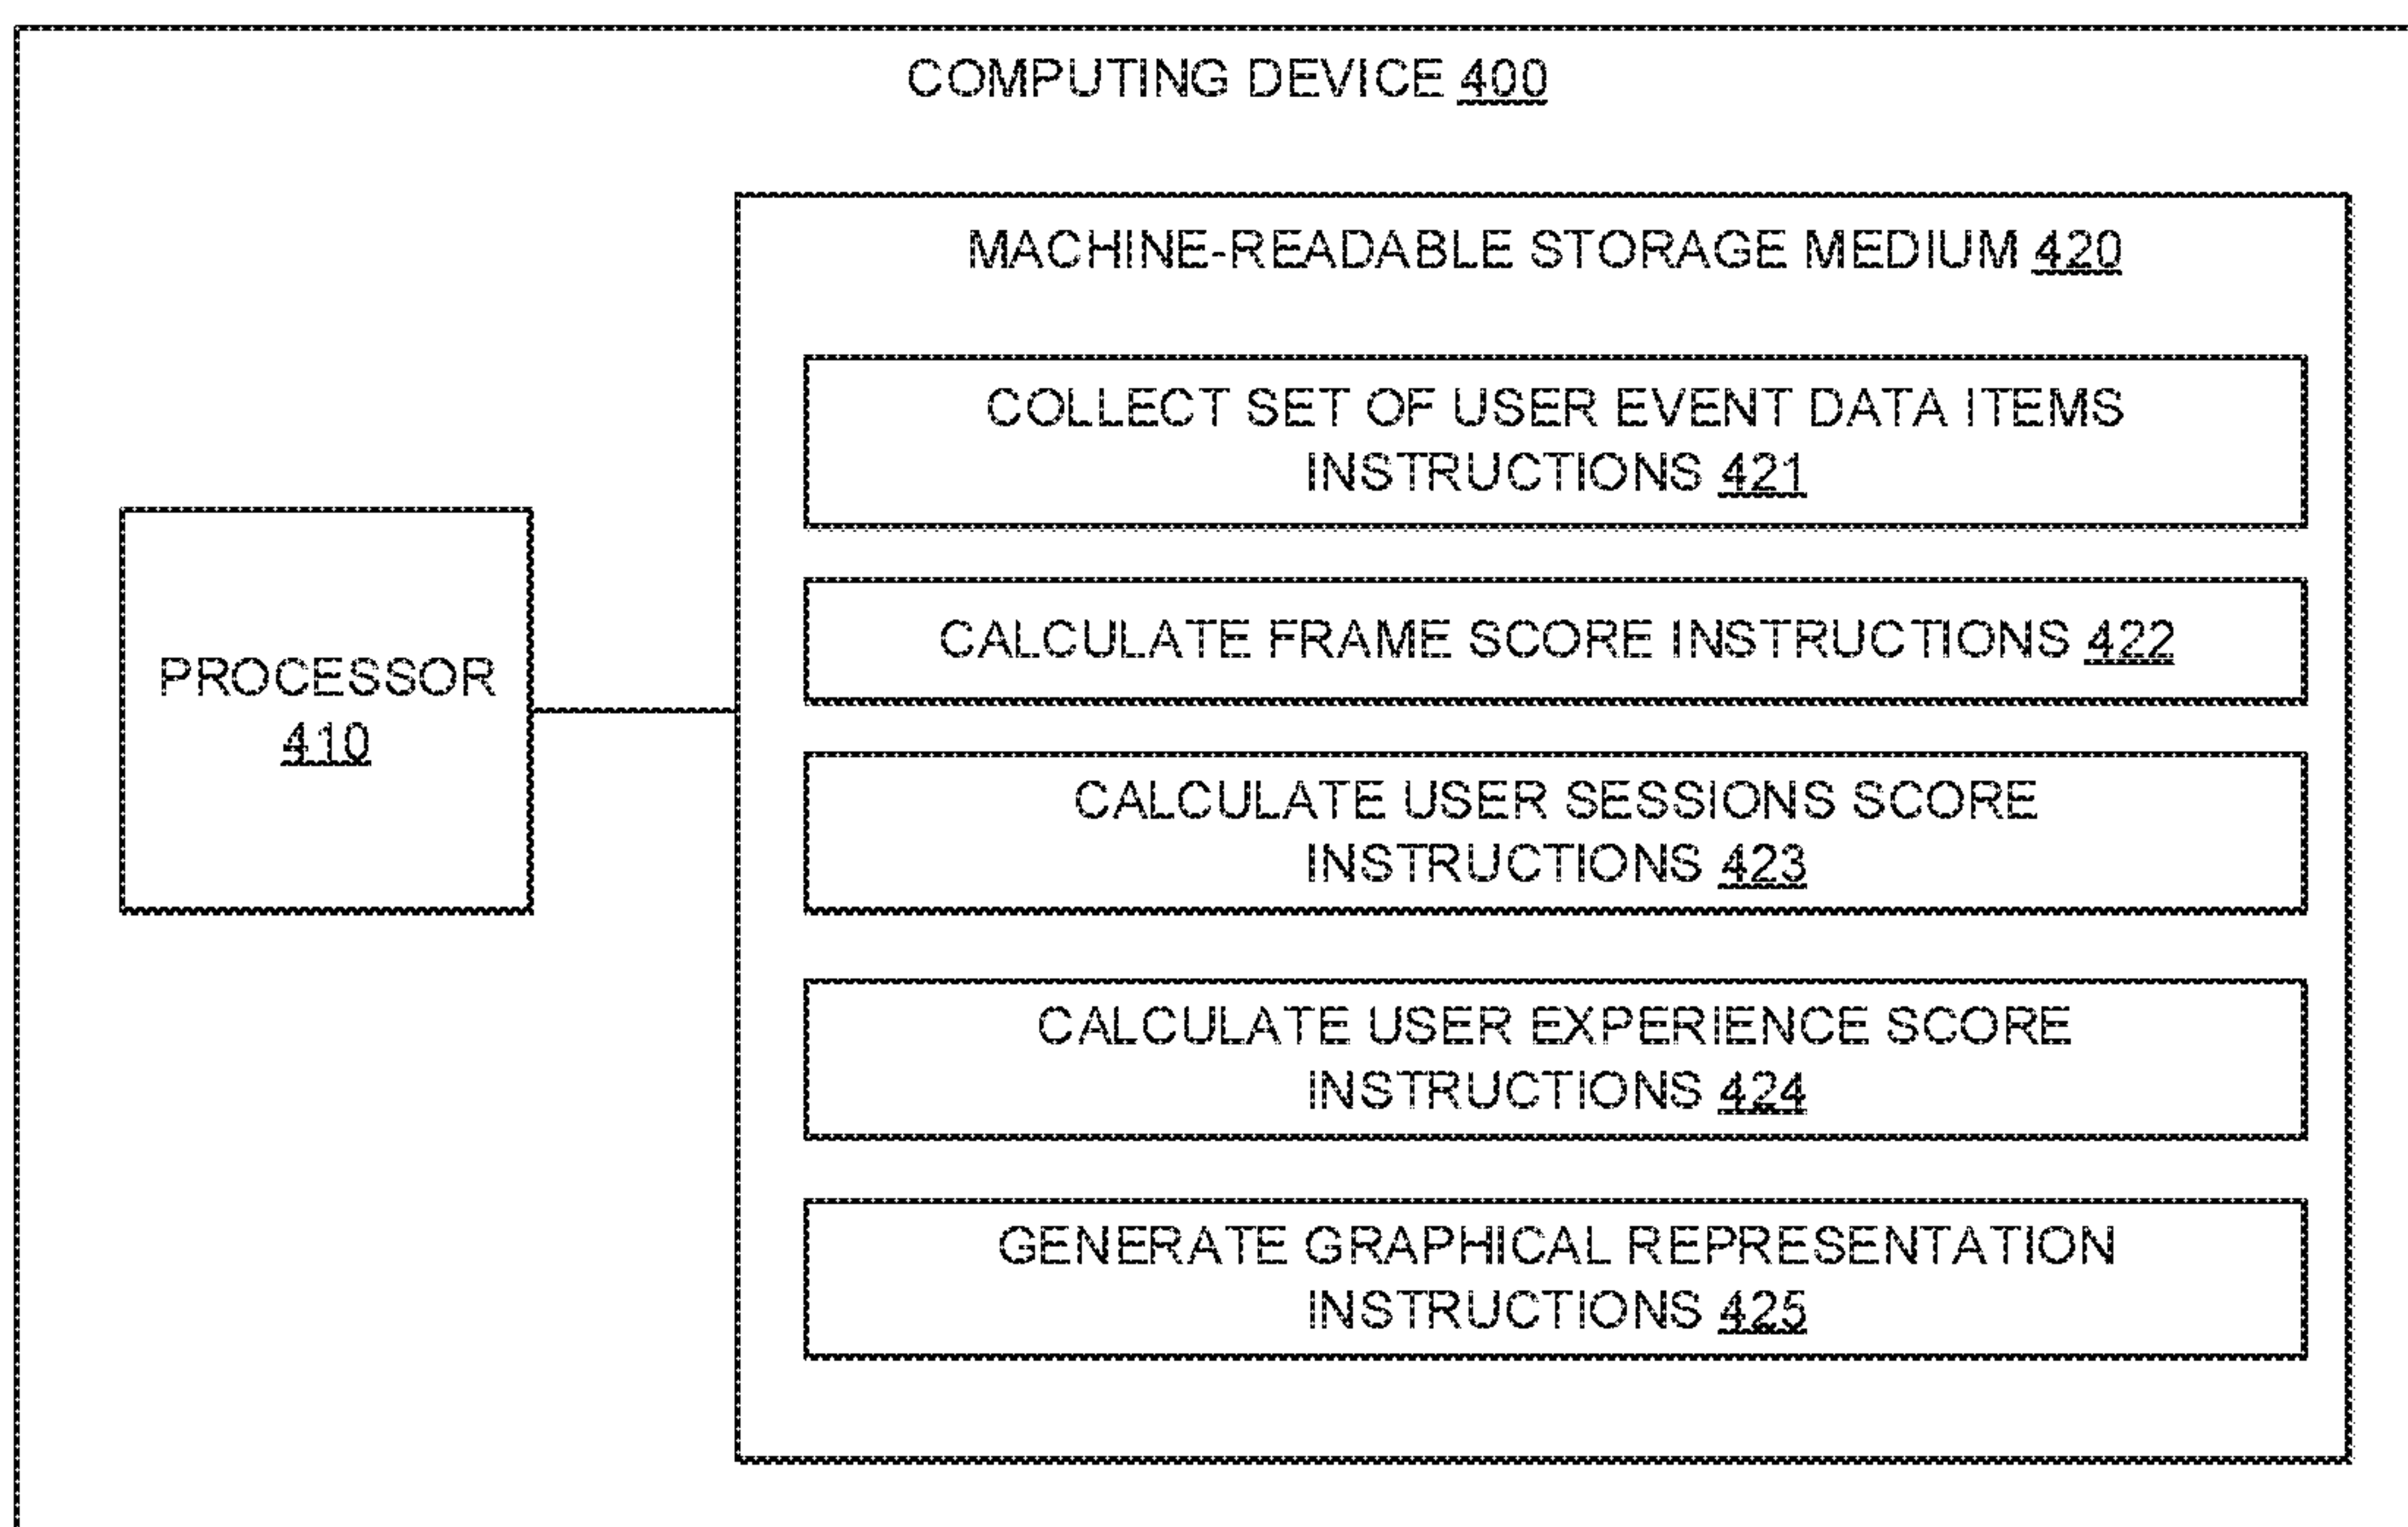 COMPUTING DEVICE 400
MACHINE-READABLE STORAGE MEDIUM 420
COLLECT SET OF USER EVENT DATA ITEMS
INSTRUCTIONS 421
CALCULATE FRAME SCORE INSTRUCTIONS 422
PROCESSOR
410
CALCULATE USER SESSIONS SCORE
INSTRUCTIONS 423
CALCULATE USER EXPERIENCE SCORE
INSTRUCTIONS 424
GENERATE GRAPHICAL REPRESENTATION
INSTRUCTIONS 425